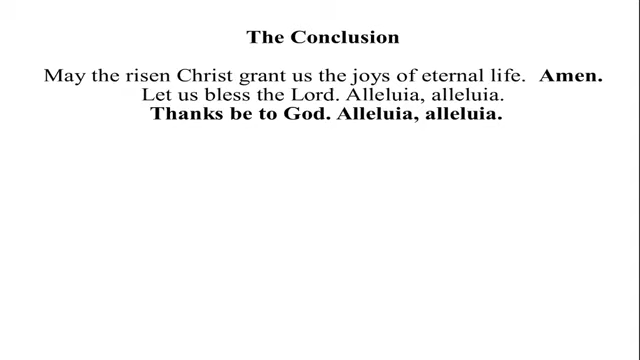 The Conclusion
May the risen Christ grant us the joys of eternal life. Amen.
Let us bless the Lord. Alleluia, alleluia.
Thanks be to God. Alleluia, alleluia.